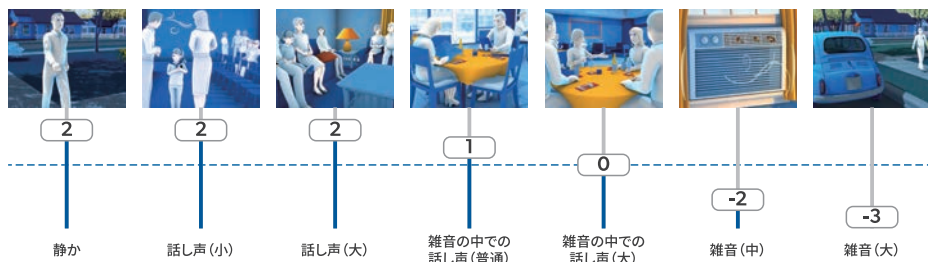 2
2
2
1
0
-2
-3
静か
話し声(小)
話し声(大)
雑音の中での
話し声(普通)
雑音の中での
話し声(大)
雑音(中)
雑音(大)